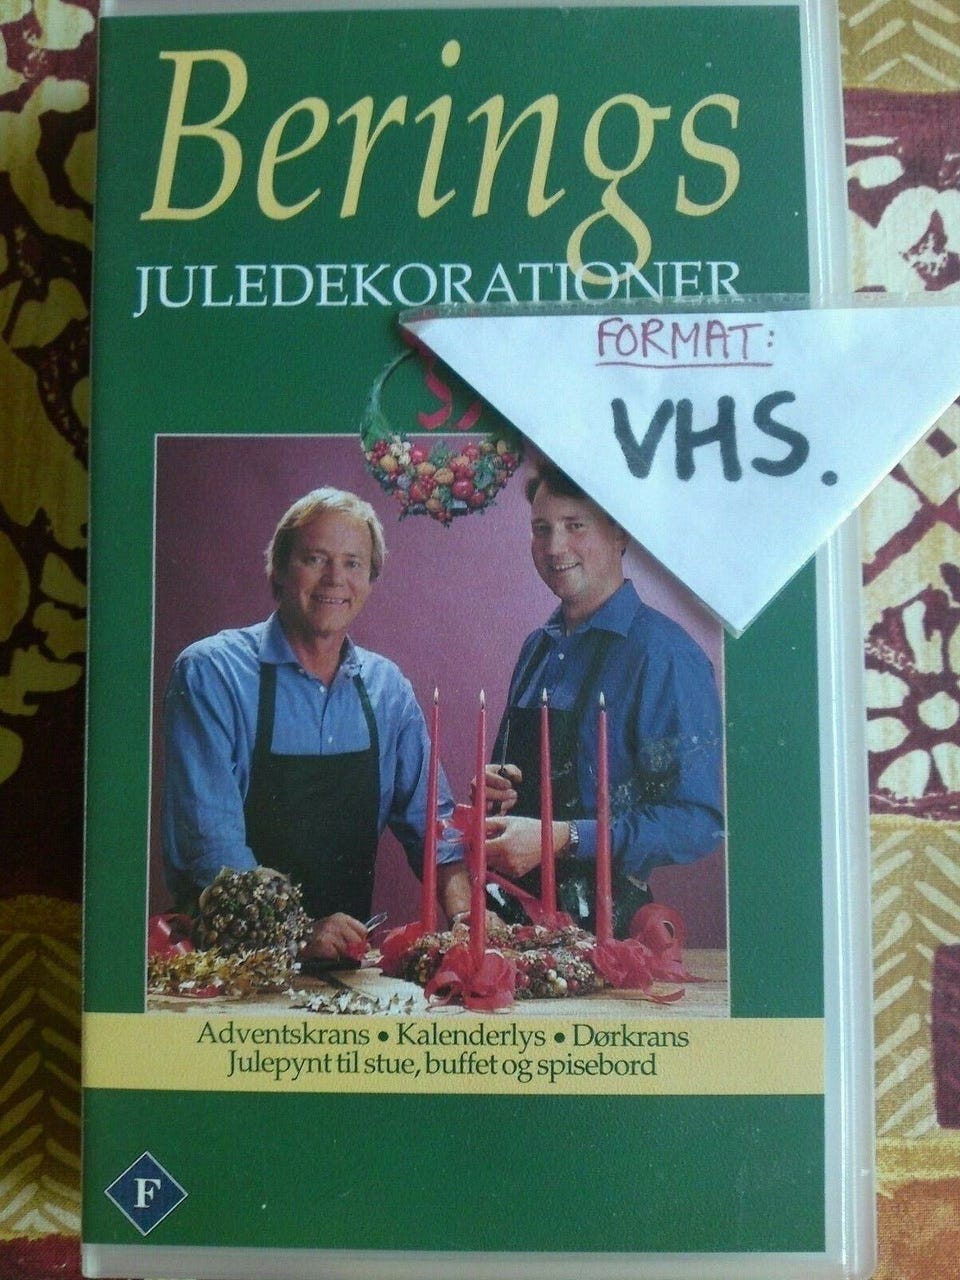 Berings
JULEDEKORATIONER
FORMAT:
VHS.
Adventskrans • Kalenderlys • Dørkrans
Julepynt til stue, buffet og spisebord
F